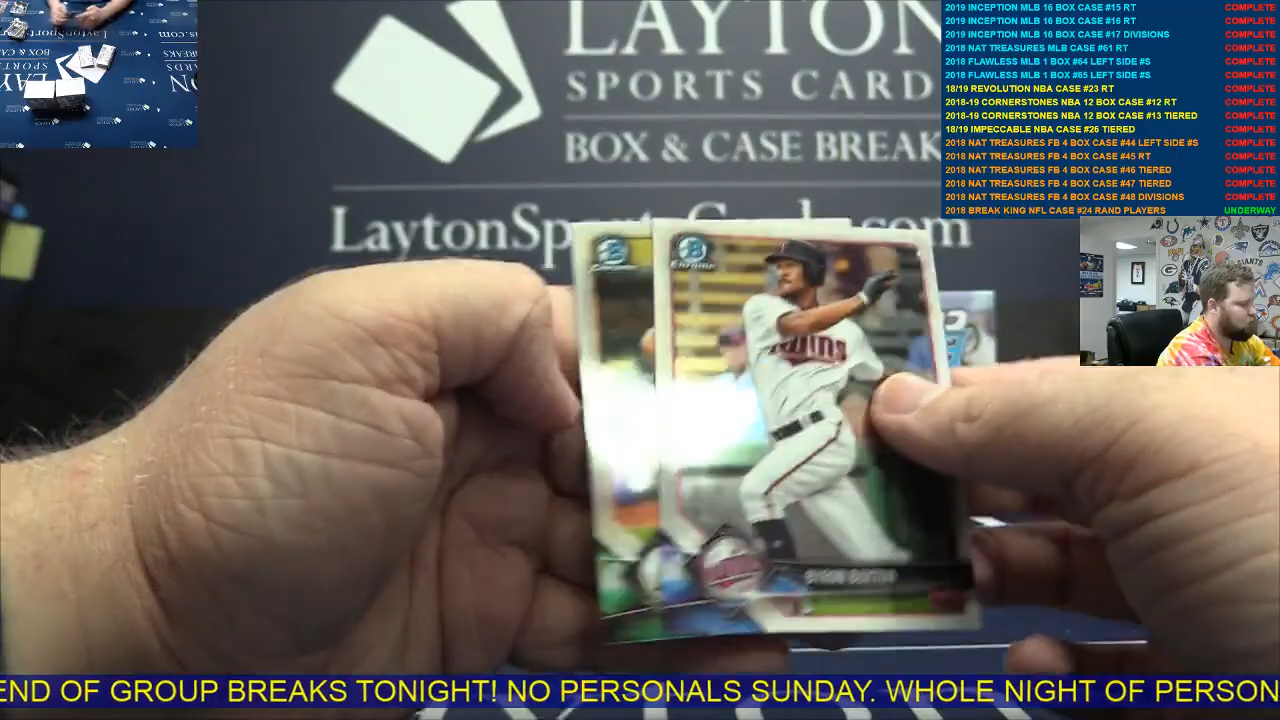 LAYTON
SPORTS CARD
BOX & CASE BREAK
2019 INCEPTION MLB 16 BOX CASE #15 RT COMPLETE
2019 INCEPTION MLB 16 BOX CASE #16 RT COMPLETE
2019 INCEPTION MLB 16 BOX CASE #17 DIVISIONS COMPLETE
2018 NAT TREASURES MLB CASE #61 RT COMPLETE
2018 FLAWLESS MLB 1 BOX #64 LEFT SIDE #S COMPLETE
2018 FLAWLESS MLB 1 BOX #65 LEFT SIDE #S COMPLETE
18/19 REVOLUTION NBA CASE #23 RT COMPLETE
2018-19 CORNERSTONES NBA 12 BOX CASE #12 RT COMPLETE
2018-19 CORNERSTONES NBA 12 BOX CASE #13 TIERED COMPLETE
18/19 IMPECCABLE NBA CASE #26 TIERED COMPLETE
2018 NAT TREASURES FB 4 BOX CASE #44 LEFT SIDE #S COMPLETE
2018 NAT TREASURES FB 4 BOX CASE #45 RT COMPLETE
2018 NAT TREASURES FB 4 BOX CASE #46 TIERED COMPLETE
2018 NAT TREASURES FB 4 BOX CASE #47 TIERED COMPLETE
2018 NAT TREASURES FB 4 BOX CASE #48 DIVISIONS COMPLETE
2018 BREAK KING NFL CASE #24 RAND PLAYERS UNDERWAY
LaytonSp com
Chrome
TWINS
BYRON BUXTON
END OF GROUP BREAKS TONIGHT! NO PERSONALS SUNDAY. WHOLE NIGHT OF PERSON